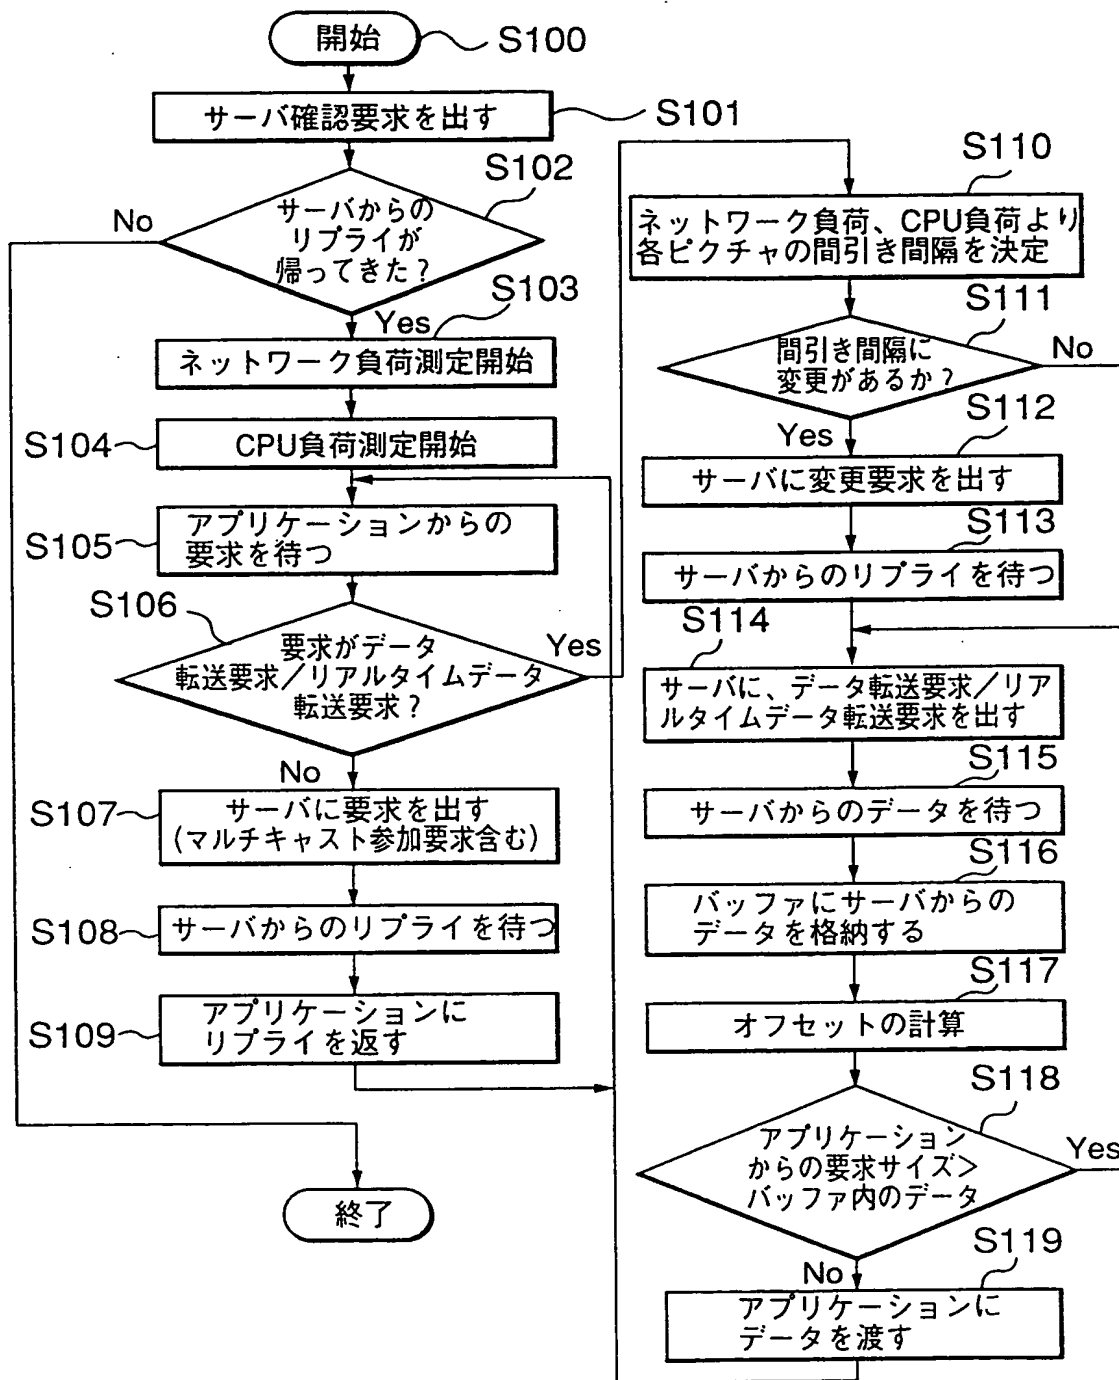 開始
S100
サーバ確認要求を出す
S101
サーバからの
リプライが
帰ってきた？
S102
No
Yes
S103
ネットワーク負荷測定開始
S104
CPU負荷測定開始
S105
アプリケーションからの
要求を待つ
S106
要求がデータ
転送要求／リアルタイムデータ
転送要求？
Yes
No
S107
サーバに要求を出す
(マルチキャスト参加要求含む)
S108
サーバからのリプライを待つ
S109
アプリケーションに
リプライを返す
終了
S110
ネットワーク負荷、CPU負荷より
各ピクチャの間引き間隔を決定
S111
間引き間隔に
変更があるか？
No
Yes
S112
サーバに変更要求を出す
S113
サーバからのリプライを待つ
S114
サーバに、データ転送要求／リア
ルタイムデータ転送要求を出す
S115
サーバからのデータを待つ
S116
バッファにサーバからの
データを格納する
S117
オフセットの計算
S118
アプリケーション
からの要求サイズ＞
バッファ内のデータ
Yes
No
S119
アプリケーションに
データを渡す